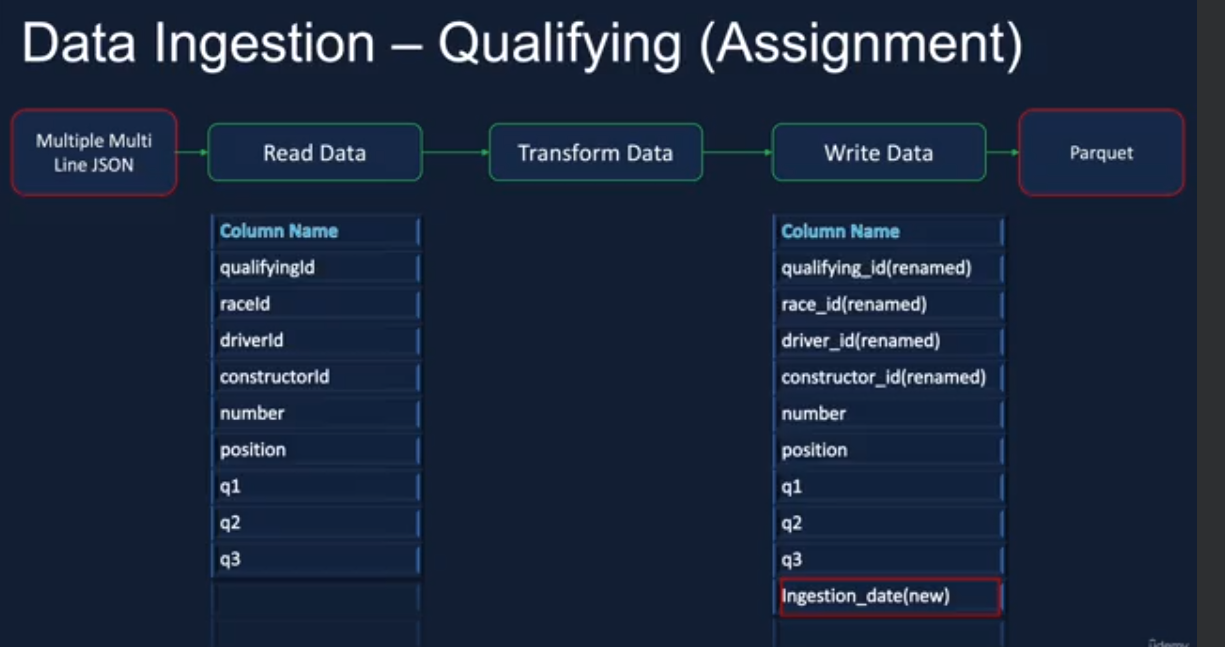 Data Ingestion – Qualifying (Assignment)
Multiple Multi
Line JSON
Read Data
Transform Data
Write Data
Parquet
Column Name
qualifyingId
raceId
driverId
constructorId
number
position
q1
q2
q3
Column Name
qualifying_id(renamed)
race_id(renamed)
driver_id(renamed)
constructor_id(renamed)
number
position
q1
q2
q3
Ingestion_date(new)